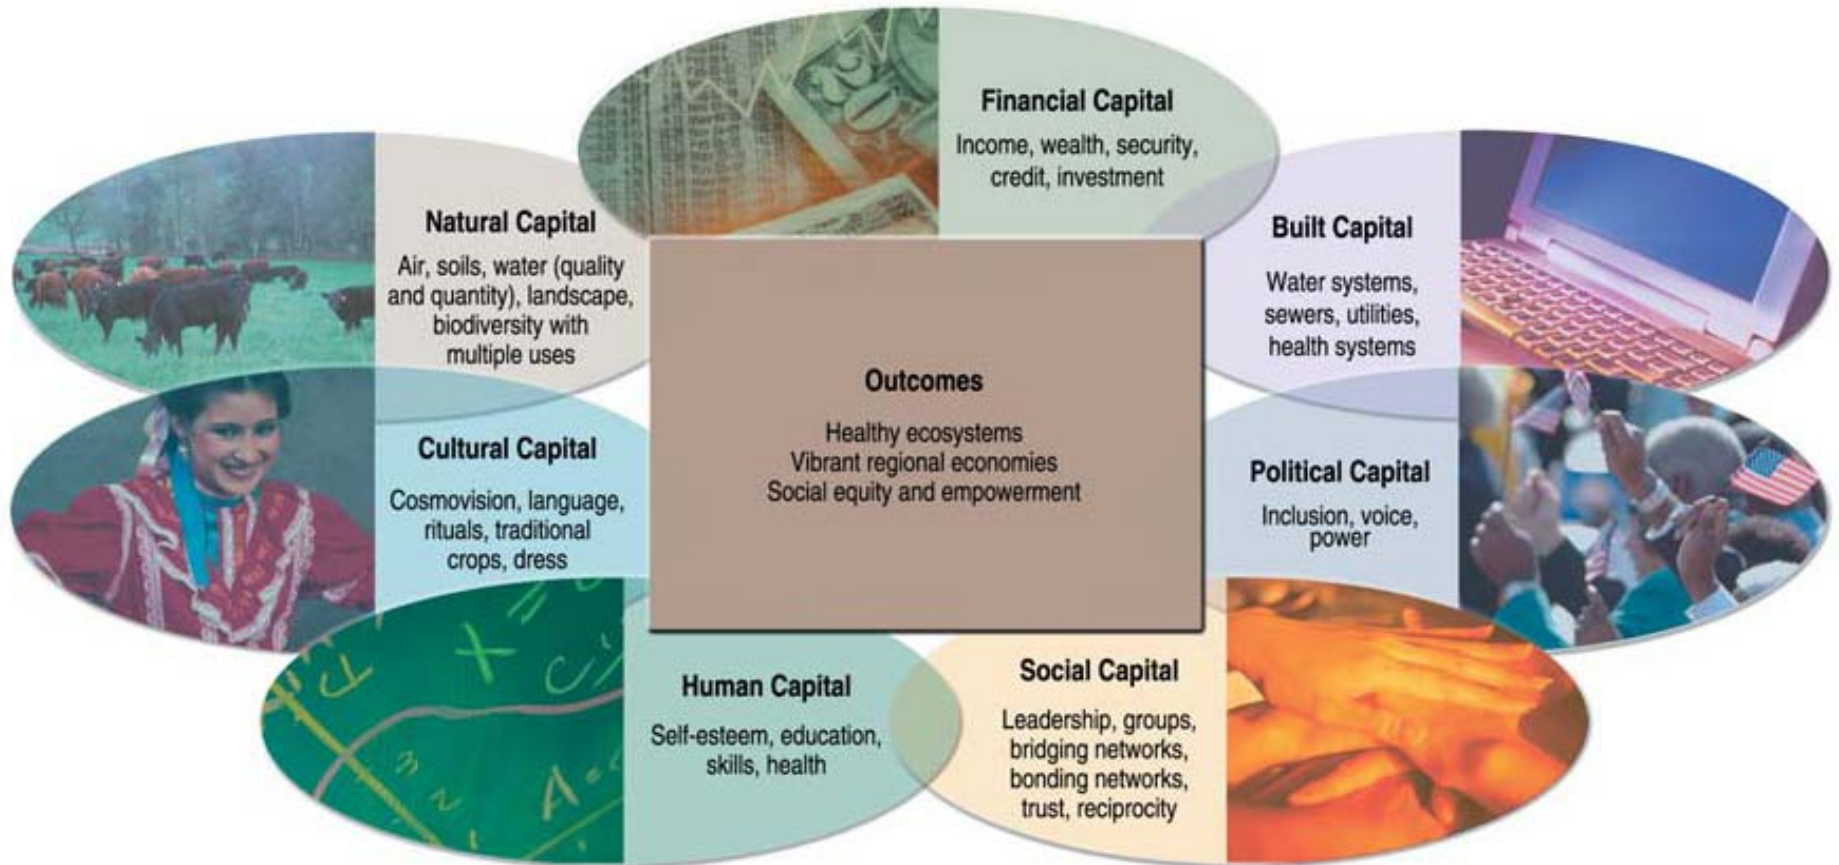 Financial Capital
Income, wealth, security,
credit, investment
Natural Capital
Air, soils, water (quality
and quantity), landscape,
biodiversity with
multiple uses
Built Capital
Water systems,
sewers, utilities,
health systems
Outcomes
Healthy ecosystems
Vibrant regional economies
Social equity and empowerment
Cultural Capital
Cosmovision, language,
rituals, traditional
crops, dress
Political Capital
Inclusion, voice,
power
Human Capital
Self-esteem, education,
skills, health
Social Capital
Leadership, groups,
bridging networks,
bonding networks,
trust, reciprocity